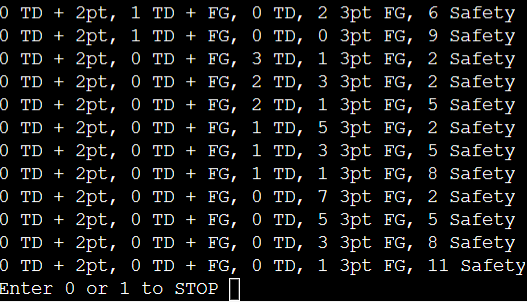 0 TD + 2pt, 1 TD + FG, 0 TD, 2 3pt FG, 6 Safety
0 TD + 2pt, 1 TD + FG, 0 TD, 0 3pt FG, 9 Safety
0 TD + 2pt, 0 TD + FG, 3 TD, 1 3pt FG, 2 Safety
0 TD + 2pt, 0 TD + FG, 2 TD, 3 3pt FG, 2 Safety
0 TD + 2pt, 0 TD + FG, 2 TD, 1 3pt FG, 5 Safety
0 TD + 2pt, 0 TD + FG, 1 TD, 5 3pt FG, 2 Safety
0 TD + 2pt, 0 TD + FG, 1 TD, 3 3pt FG, 5 Safety
0 TD + 2pt, 0 TD + FG, 1 TD, 1 3pt FG, 8 Safety
0 TD + 2pt, 0 TD + FG, 0 TD, 7 3pt FG, 2 Safety
0 TD + 2pt, 0 TD + FG, 0 TD, 5 3pt FG, 5 Safety
0 TD + 2pt, 0 TD + FG, 0 TD, 3 3pt FG, 8 Safety
0 TD + 2pt, 0 TD + FG, 0 TD, 1 3pt FG, 11 Safety
Enter 0 or 1 to STOP